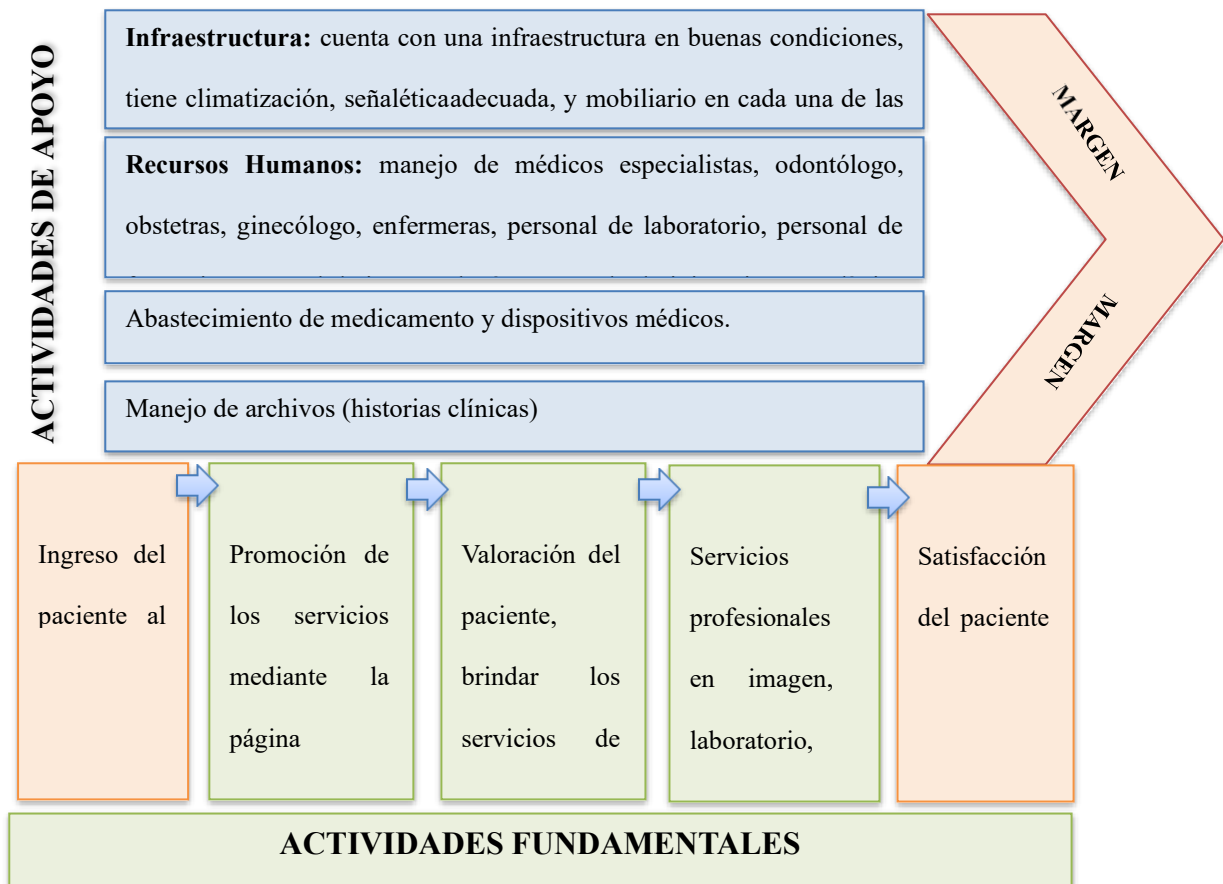 ACTIVIDADES DE APOYO
Infraestructura: cuenta con una infraestructura en buenas condiciones,
tiene climatización, señaléticaadecuada, y mobiliario en cada una de las
Recursos Humanos: manejo de médicos especialistas, odontólogo,
obstetras, ginecólogo, enfermeras, personal de laboratorio, personal de
Abastecimiento de medicamento y dispositivos médicos.
Manejo de archivos (historias clínicas)
MARGEN
MARGEN
Ingreso del
paciente al
Promoción de
los servicios
mediante la
página
Valoración del
paciente,
brindar los
servicios de
Servicios
profesionales
en imagen,
laboratorio,
Satisfacción
del paciente
ACTIVIDADES FUNDAMENTALES